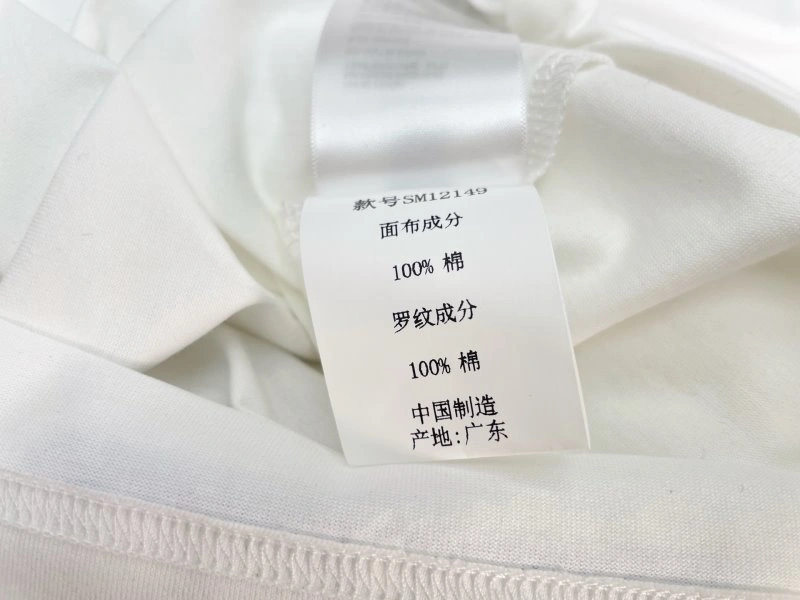 款号SM12149
面布成分
100% 棉
罗纹成分
100% 棉
中国制造
产地:广东